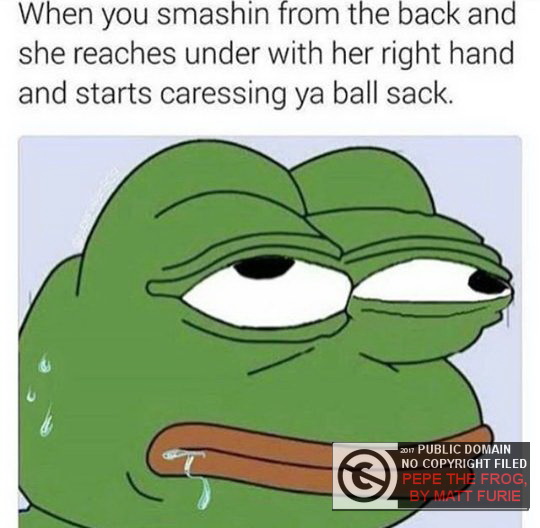 When you smashin from the back and
she reaches under with her right hand
and starts caressing ya ball sack.
2017 PUBLIC DOMAIN
NO COPYRIGHT FILED
PEPE THE FROG,
BY MATT FURIE